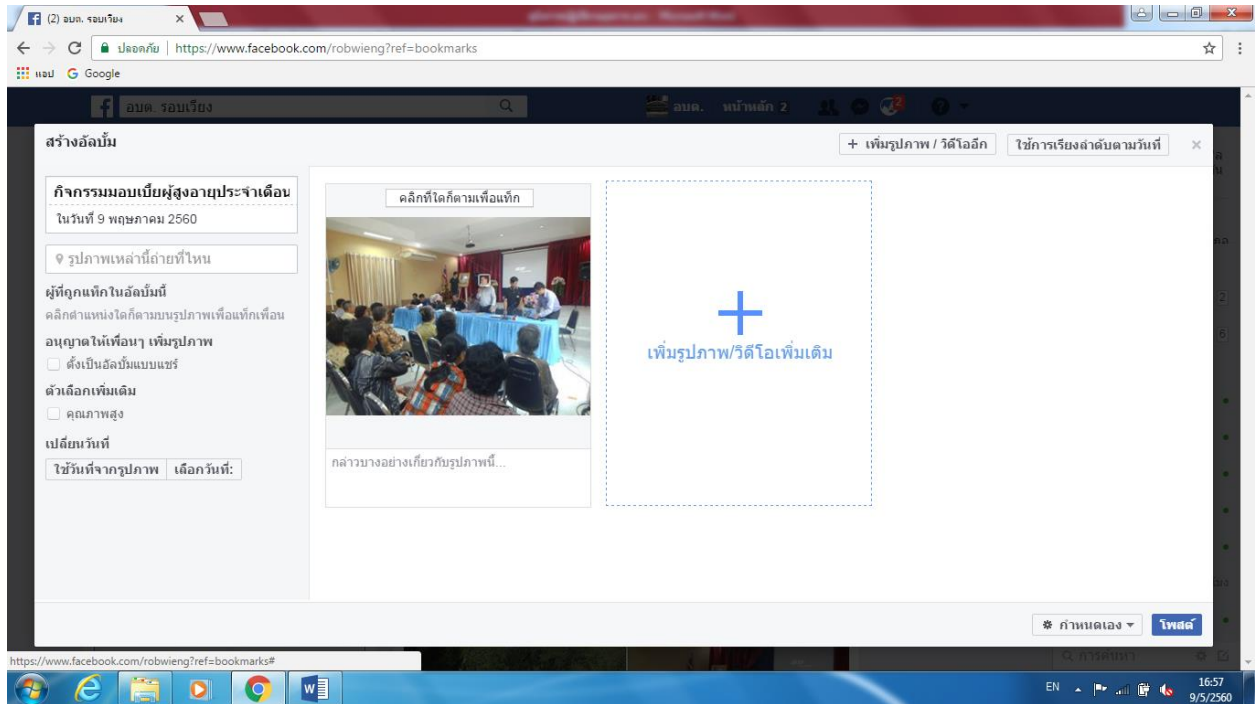 (2) อบต. รอบเวียง
ปลอดภัย | https://www.facebook.com/robwieng?ref=bookmarks
แอป Google
อบต. รอบเวียง
อบต. หน้าหลัก 2
2
สร้างอัลบั้ม
+ เพิ่มรูปภาพ / วิดีโออีก
ใช้การเรียงลำดับตามวันที่
กิจกรรมมอบเบี้ยผู้สูงอายุประจำเดือน
ในวันที่ 9 พฤษภาคม 2560
รูปภาพเหล่านี้ถ่ายที่ไหน
ผู้ที่ถูกแท็กในอัลบั้มนี้
คลิกตำแหน่งใดก็ตามบนรูปภาพเพื่อแท็กเพื่อน
อนุญาตให้เพื่อนๆ เพิ่มรูปภาพ
ตั้งเป็นอัลบั้มแบบแชร์
ตัวเลือกเพิ่มเติม
คุณภาพสูง
เปลี่ยนวันที่
ใช้วันที่จากรูปภาพ
เลือกวันที่:
คลิกที่ใดก็ตามเพื่อแท็ก
กล่าวบางอย่างเกี่ยวกับรูปภาพนี้...
เพิ่มรูปภาพ/วิดีโอเพิ่มเติม
กำหนดเอง
โพสต์
https://www.facebook.com/robwieng?ref=bookmarks#
การค้นหา
EN
16:57
9/5/2560